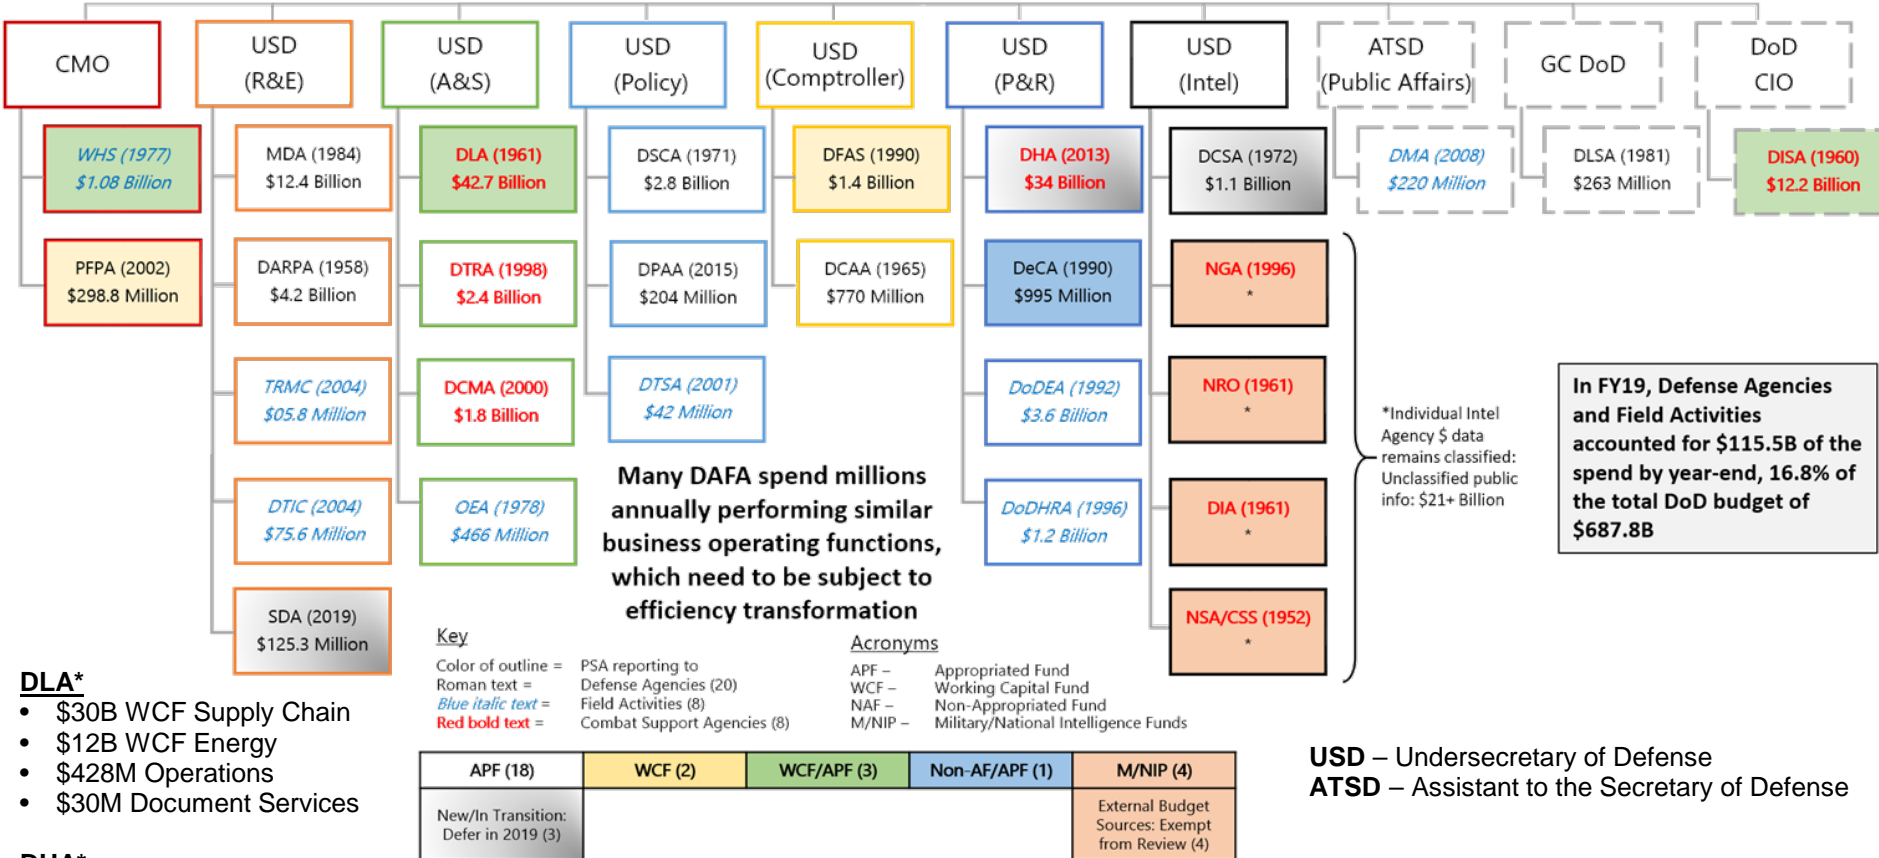 CMO
USD
(R&E)
USD
(A&S)
USD
(Policy)
USD
(Comptroller)
USD
(P&R)
USD
(Intel)
ATSD
(Public Affairs)
GC DoD
DoD
CIO
WHS (1977)
$1.08 Billion
MDA (1984)
$12.4 Billion
DLA (1961)
$42.7 Billion
DSCA (1971)
$2.8 Billion
DFAS (1990)
$1.4 Billion
DHA (2013)
$34 Billion
DCSA (1972)
$1.1 Billion
DMA (2008)
$220 Million
DLSA (1981)
$263 Million
DISA (1960)
$12.2 Billion
PFPA (2002)
$298.8 Million
DARPA (1958)
$4.2 Billion
DTRA (1998)
$2.4 Billion
DPAA (2015)
$204 Million
DCAA (1965)
$770 Million
DeCA (1990)
$995 Million
NGA (1996)
*
TRMC (2004)
$05.8 Million
DCMA (2000)
$1.8 Billion
DTSA (2001)
$42 Million
DoDEA (1992)
$3.6 Billion
NRO (1961)
*
DTIC (2004)
$75.6 Million
OEA (1978)
$466 Million
DoDHRA (1996)
$1.2 Billion
DIA (1961)
*
SDA (2019)
$125.3 Million
NSA/CSS (1952)
*
*Individual Intel
Agency $ data
remains classified:
Unclassified public
info: $21+ Billion
In FY19, Defense Agencies
and Field Activities
accounted for $115.5B of the
spend by year-end, 16.8% of
the total DoD budget of
$687.8B
Many DAFA spend millions
annually performing similar
business operating functions,
which need to be subject to
efficiency transformation
Key
Color of outline = PSA reporting to
Roman text = Defense Agencies (20)
Blue italic text = Field Activities (8)
Red bold text = Combat Support Agencies (8)
Acronyms
APF – Appropriated Fund
WCF – Working Capital Fund
NAF – Non-Appropriated Fund
M/NIP – Military/National Intelligence Funds
DLA*
• $30B WCF Supply Chain
• $12B WCF Energy
• $428M Operations
• $30M Document Services
APF (18)
WCF (2)
WCF/APF (3)
Non-AF/APF (1)
M/NIP (4)
New/In Transition:
Defer in 2019 (3)
External Budget
Sources: Exempt
from Review (4)
USD – Undersecretary of Defense
ATSD – Assistant to the Secretary of Defense